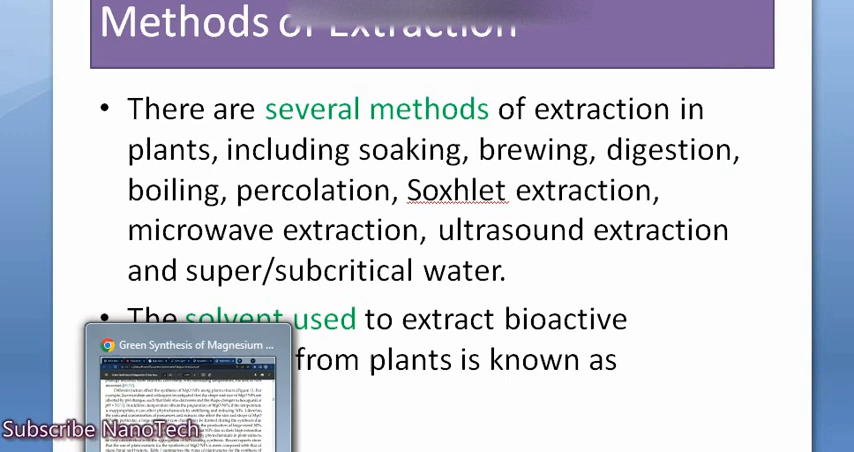 Methods of Extraction
• There are several methods of extraction in
plants, including soaking, brewing, digestion,
boiling, percolation, Soxhlet extraction,
microwave extraction, ultrasound extraction
and super/subcritical water.
• The solvent used to extract bioactive
from plants is known as
Green Synthesis of Magnesium ...
Subscribe NanoTech